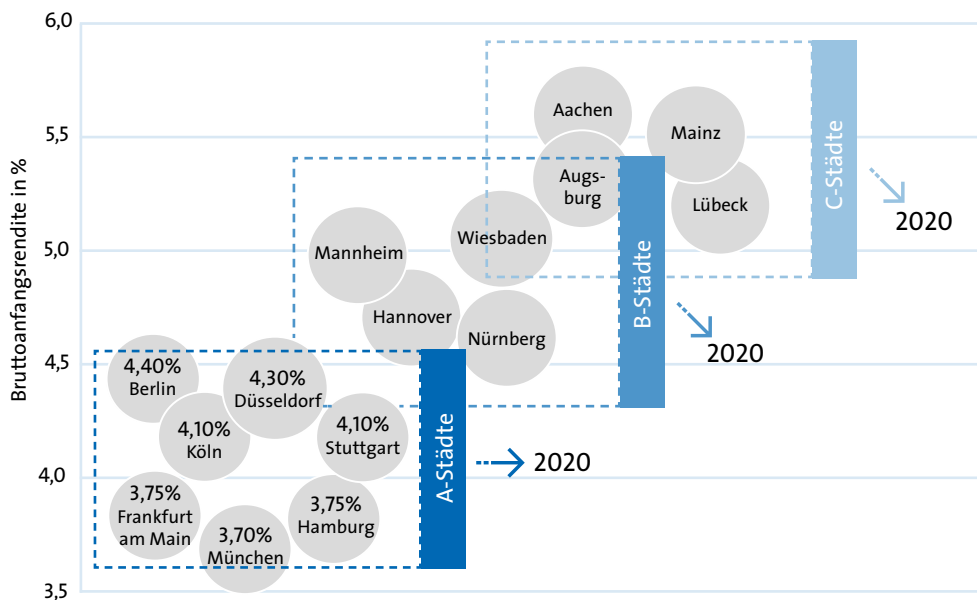 Bruttoanfangsrendite in %
6,0
5,5
5,0
4,5
4,0
3,5
4,40%
Berlin
4,10%
Köln
4,30%
Düsseldorf
4,10%
Stuttgart
3,75%
Frankfurt
am Main
3,70%
München
3,75%
Hamburg
A-Städte
2020
Mannheim
Hannover
Wiesbaden
Nürnberg
B-Städte
2020
Aachen
Augs-
burg
Mainz
Lübeck
C-Städte
2020